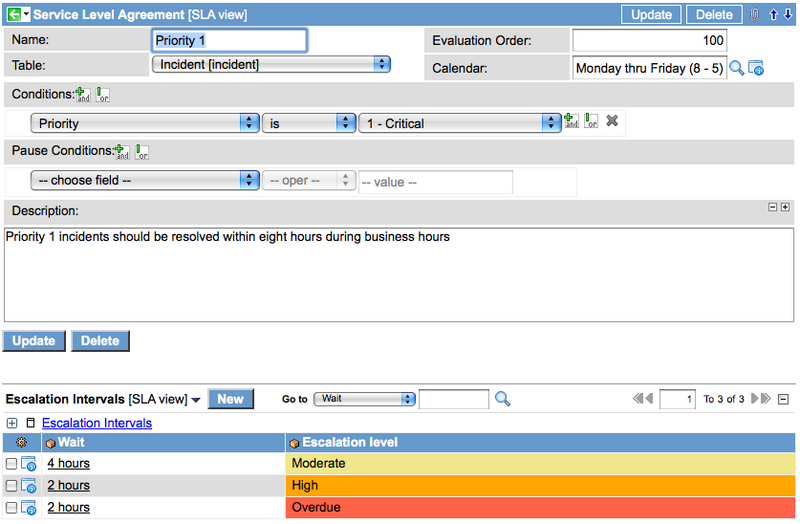 Service Level Agreement [SLA view] Update Delete
Name: Priority 1 Evaluation Order: 100
Table: Incident [incident] Calendar: Monday thru Friday (8 - 5)
Conditions: and or
Priority is 1 - Critical and or
Pause Conditions: and or
-- choose field -- -- oper -- -- value --
Description:
Priority 1 incidents should be resolved within eight hours during business hours
Update Delete
Escalation Intervals [SLA view] New Go to Wait 1 To 3 of 3
Escalation Intervals
Wait Escalation level
4 hours Moderate
2 hours High
2 hours Overdue